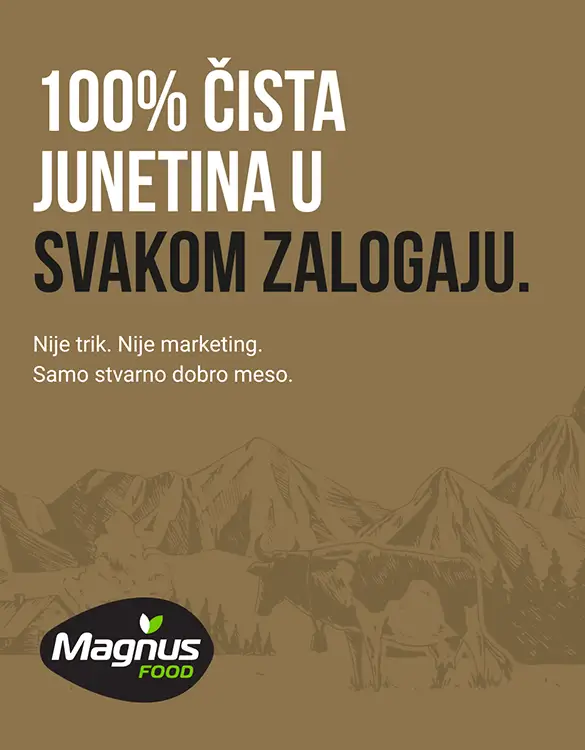 100% ČISTA
JUNETINA U
SVAKOM ZALOGAJU.
Nije trik. Nije marketing.
Samo stvarno dobro meso.
Magnus
FOOD